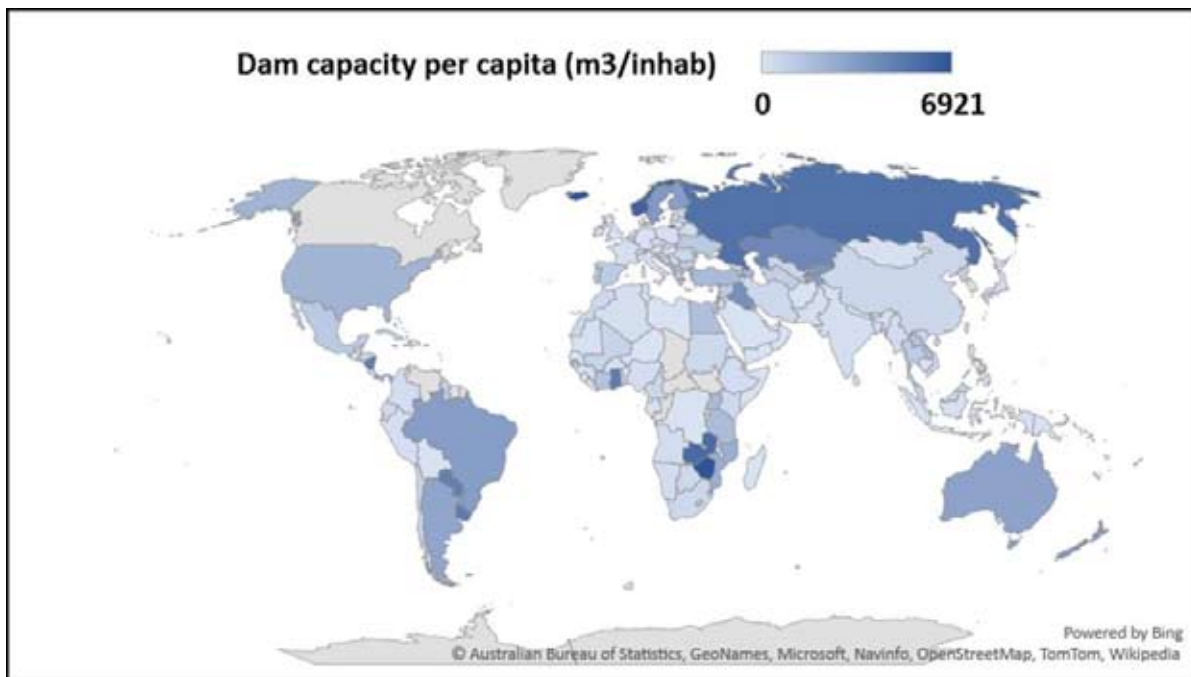 Dam capacity per capita (m3/inhab)
0 6921
Powered by Bing
© Australian Bureau of Statistics, GeoNames, Microsoft, Navinfo, OpenStreetMap, TomTom, Wikipedia